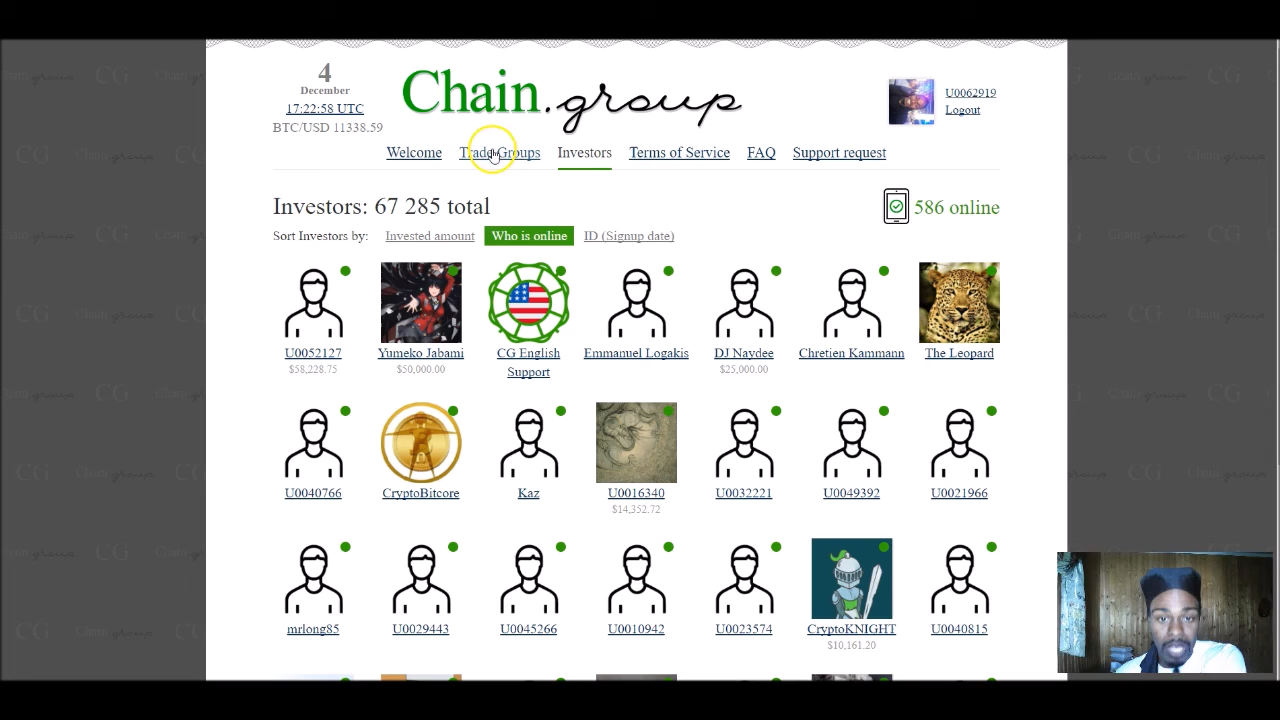 4
December
17:22:58 UTC
BTC/USD 11338.59
Chain.group
U0062919
Logout
Welcome Trade Groups Investors Terms of Service FAQ Support request
Investors: 67 285 total
586 online
Sort Investors by: Invested amount Who is online ID (Signup date)
U0052127 Yumeko Jabami CG English Support Emmanuel Logakis DJ Naydee Chretien Kammann The Leopard
$58,228.75 $50,000.00 $25,000.00
U0040766 CryptoBitcore Kaz U0016340 U0032221 U0049392 U0021966
$14,352.72
mrlong85 U0029443 U0045266 U0010942 U0023574 CryptoKNIGHT U0040815
$10,161.20